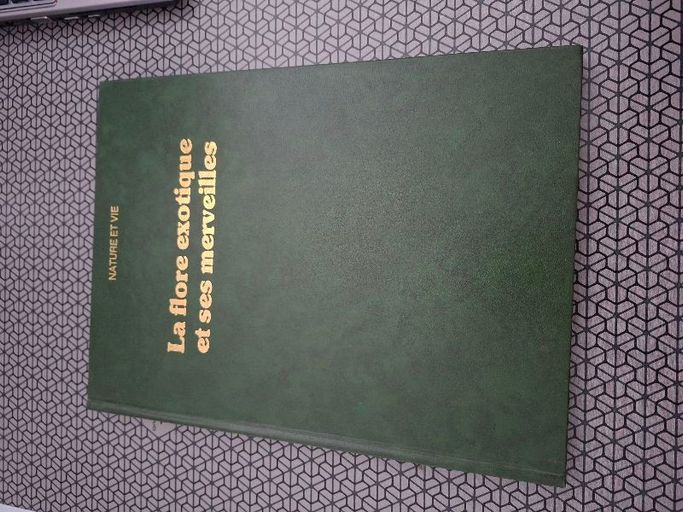 NATURE ET VIE
La flore exotique
et ses merveilles